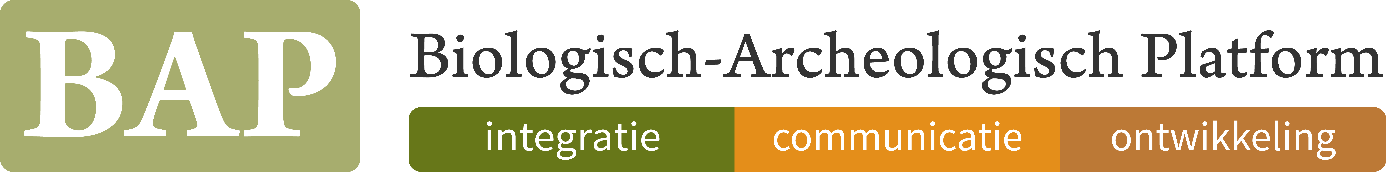 BAP
Biologisch-Archeologisch Platform
integratie communicatie ontwikkeling